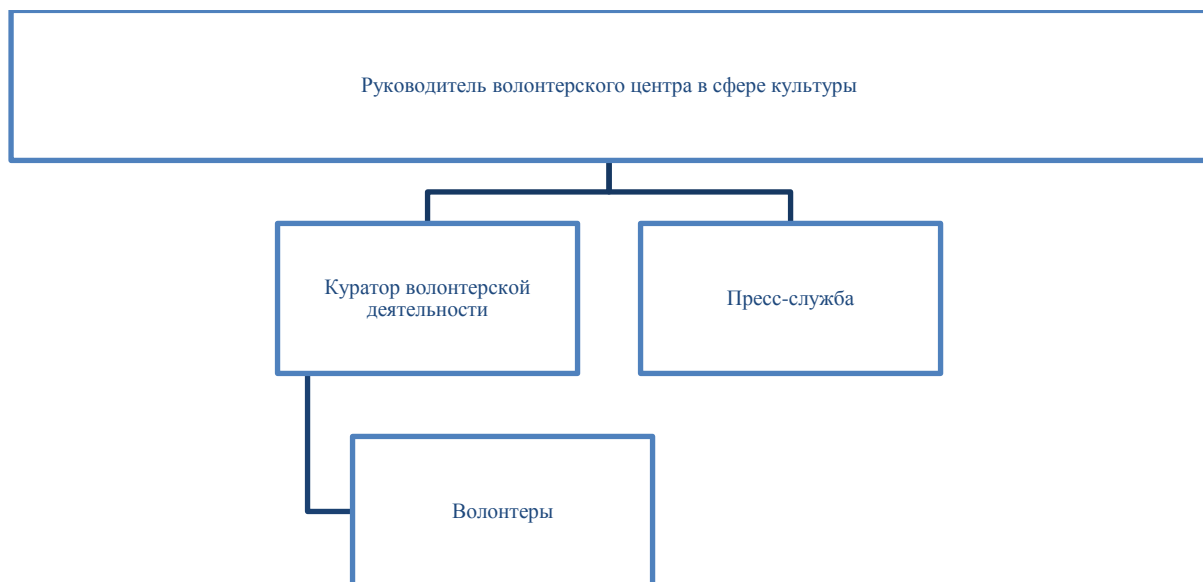 Руководитель волонтерского центра в сфере культуры
Куратор волонтерской
деятельности
Пресс-служба
Волонтеры